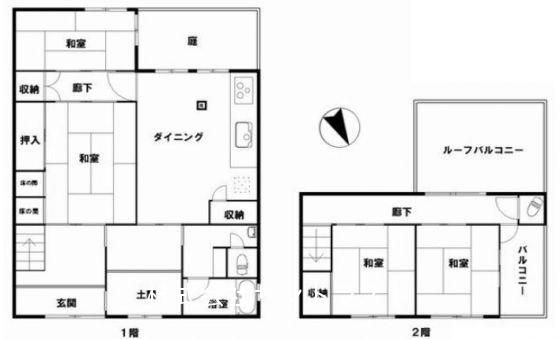 和室
庭
収納
廊下
押入
和室
ダイニング
床の間
床の間
収納
玄関
土間
浴室
1階
ルーフバルコニー
廊下
和室
和室
バルコニー
収納
2階